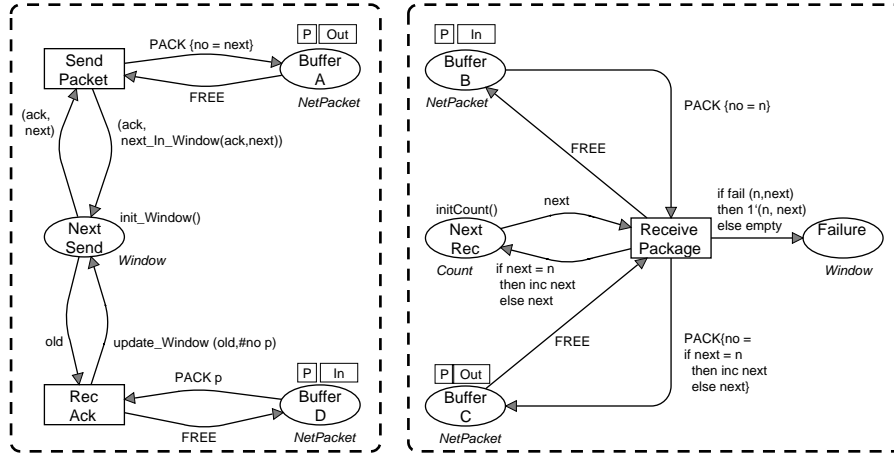 P Out
PACK {no = next}
Send
Packet
Buffer
A
FREE
NetPacket
(ack,
next)
(ack,
next_In_Window(ack,next))
init_Window()
Next
Send
Window
old
update_Window (old,#no p)
P In
PACK p
Rec
Ack
Buffer
D
FREE
NetPacket
P In
Buffer
B
NetPacket
PACK {no = n}
FREE
initCount()
next
Next
Rec
Count
if next = n
then inc next
else next
Receive
Package
if fail (n,next)
then 1‘(n, next)
else empty
Failure
Window
FREE
PACK{no =
if next = n
then inc next
else next}
P Out
Buffer
C
NetPacket